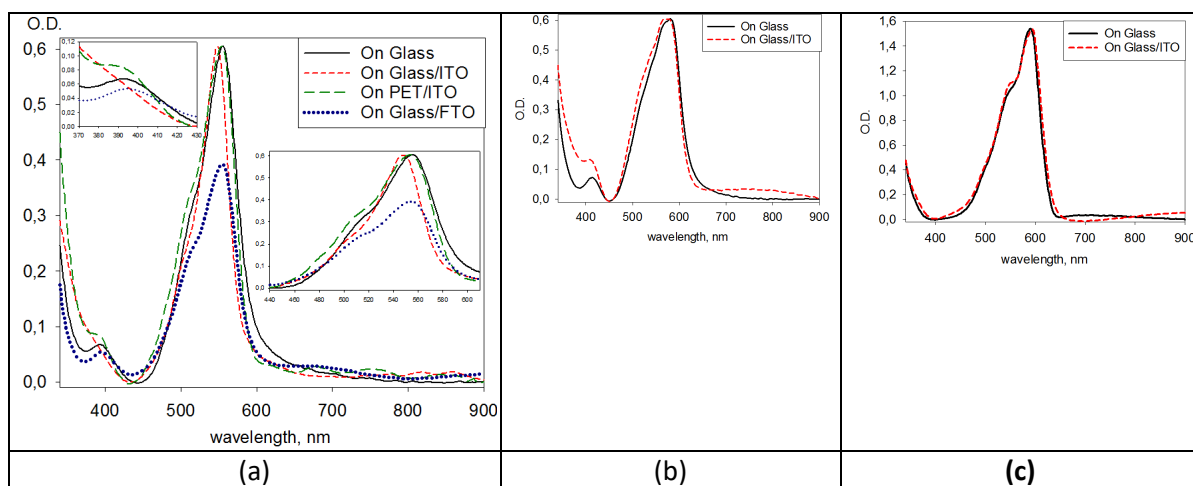 O.D.
0,6
0,5
0,4
0,3
0,2
0,1
0,0
400 500 600 700 800 900
wavelength, nm
On Glass
On Glass/ITO
On PET/ITO
On Glass/FTO
0,12
0,10
0,08
0,06
0,04
0,02
0,00
370 380 390 400 410 420 430
0,6
0,5
0,4
0,3
0,2
0,1
0,0
440 460 480 500 520 540 560 580 600
(a)
O.D.
0,6
0,5
0,4
0,3
0,2
0,1
0,0
400 500 600 700 800 900
wavelength, nm
On Glass
On Glass/ITO
(b)
O.D.
1,6
1,4
1,2
1,0
0,8
0,6
0,4
0,2
0,0
400 500 600 700 800 900
wavelength, nm
On Glass
On Glass/ITO
(c)